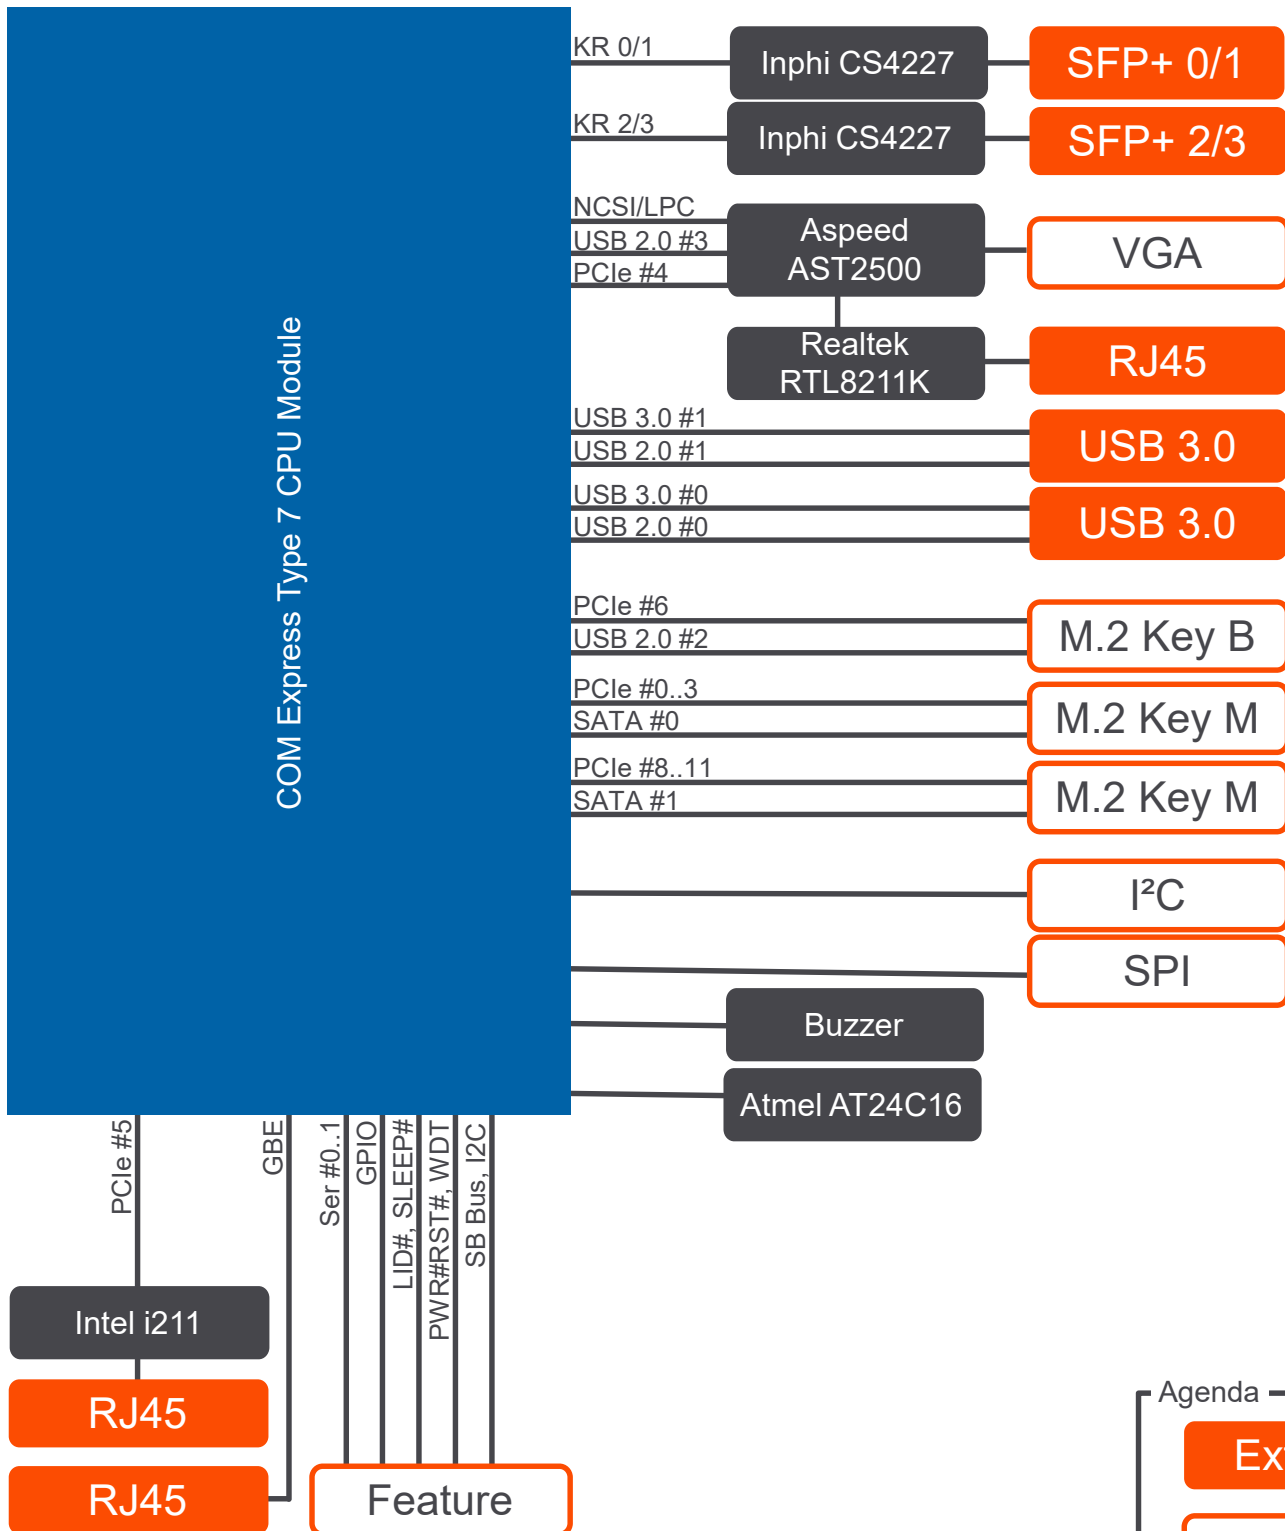 KR 0/1
Inphi CS4227
SFP+ 0/1
KR 2/3
Inphi CS4227
SFP+ 2/3
NCSI/LPC
USB 2.0 #3
PCIe #4
Aspeed
AST2500
VGA
Realtek
RTL8211K
RJ45
COM Express Type 7 CPU Module
USB 3.0 #1
USB 2.0 #1
USB 3.0
USB 3.0 #0
USB 2.0 #0
USB 3.0
PCIe #6
USB 2.0 #2
M.2 Key B
PCIe #0..3
SATA #0
M.2 Key M
PCIe #8..11
SATA #1
M.2 Key M
I²C
SPI
Buzzer
Atmel AT24C16
PCIe #5
GBE
Ser #0..1
GPIO
LID#, SLEEP#
PWR#RST#, WDT
SB Bus, I2C
Intel i211
RJ45
RJ45
Feature
Agenda